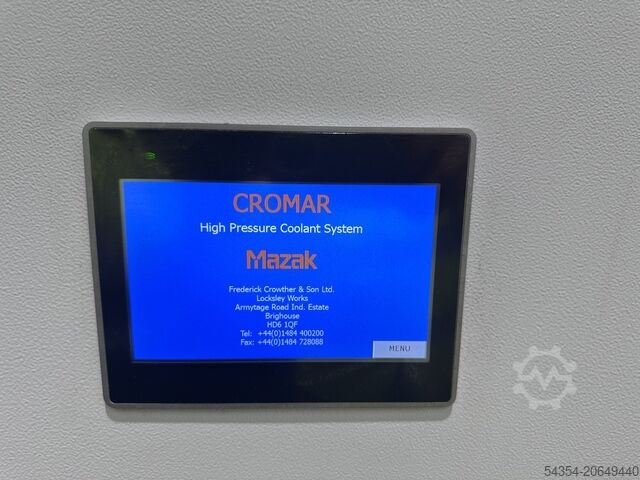 CROMAR
High Pressure Coolant System
Mazak
Frederick Crowther & Son Ltd.
Locksley Works
Armytage Road Ind. Estate
Brighouse
HD6 1QF
Tel: +44(0)1484 400200
Fax: +44(0)1484 728088
MENU
54354-20649440